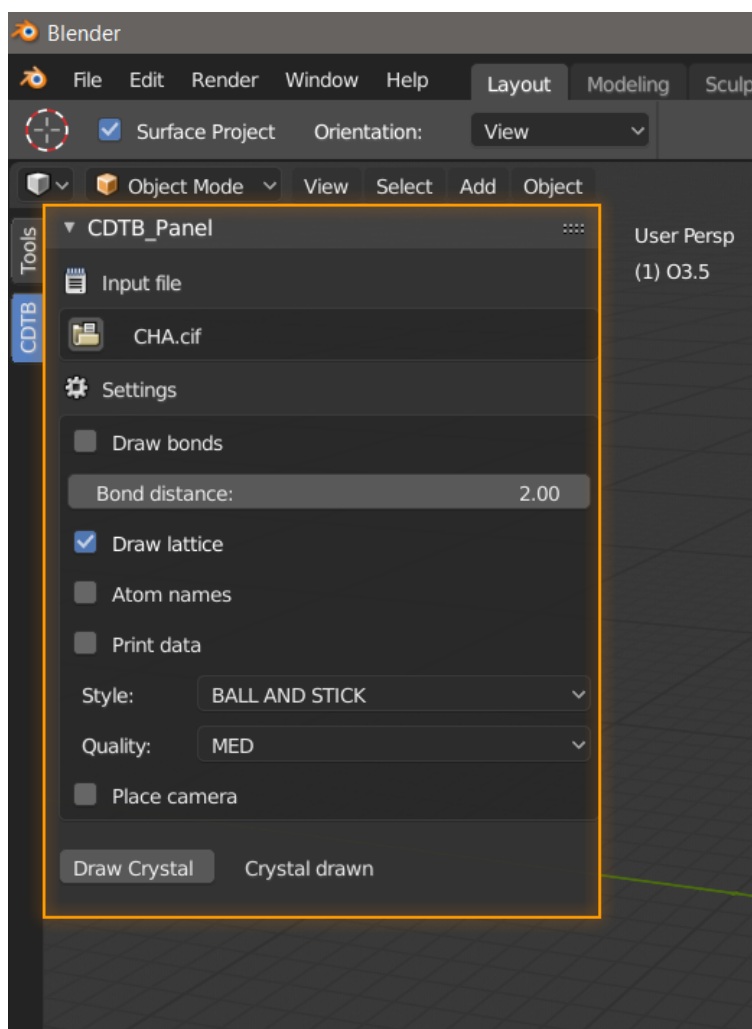 Blender
File Edit Render Window Help Layout Modeling Sculp
Surface Project Orientation: View
Object Mode View Select Add Object
Tools
CDTB
CDTB_Panel
User Persp
(1) O3.5
Input file
CHA.cif
Settings
Draw bonds
Bond distance: 2.00
Draw lattice
Atom names
Print data
Style: BALL AND STICK
Quality: MED
Place camera
Draw Crystal Crystal drawn